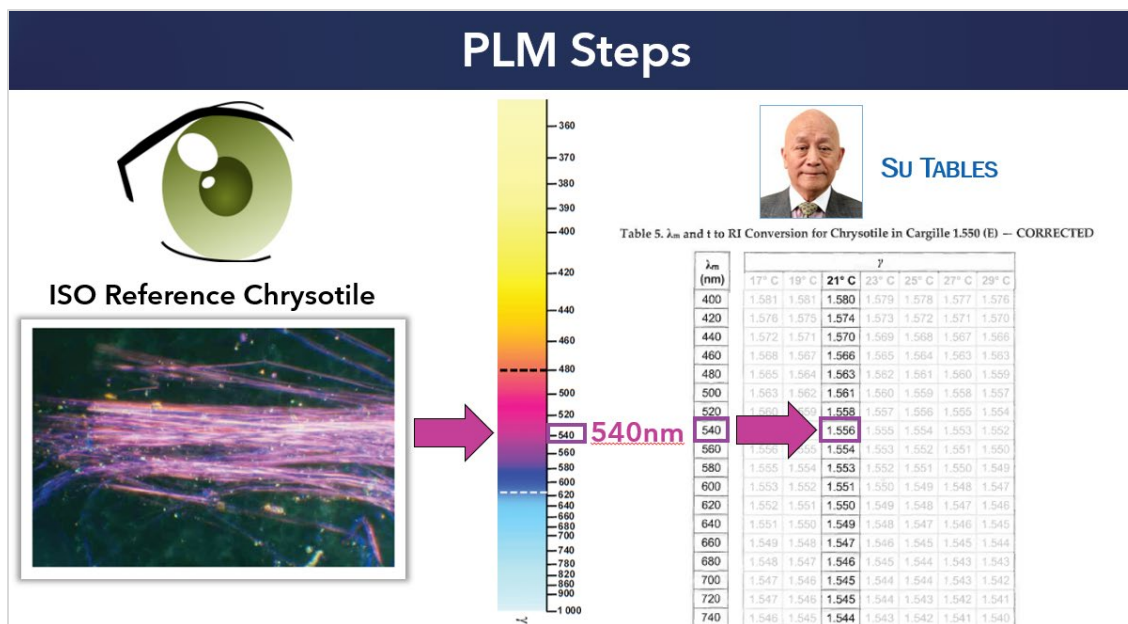 PLM Steps
ISO Reference Chrysotile
360
370
380
390
400
420
440
460
480
500
520
540
560
580
600
620
640
660
680
700
740
780
820
860
900
1 000
γ
540nm
SU TABLES
Table 5. λm and t to RI Conversion for Chrysotile in Cargille 1.550 (E) — CORRECTED
λm (nm) γ
17° C 19° C 21° C 23° C 25° C 27° C 29° C
400 1.581 1.581 1.580 1.579 1.578 1.577 1.576
420 1.576 1.575 1.574 1.573 1.572 1.571 1.570
440 1.572 1.571 1.570 1.569 1.568 1.567 1.566
460 1.568 1.567 1.566 1.565 1.564 1.563 1.563
480 1.565 1.564 1.563 1.562 1.561 1.560 1.559
500 1.563 1.562 1.561 1.560 1.559 1.558 1.557
520 1.558 1.557 1.556 1.555 1.554
540 1.556 1.555 1.554 1.553 1.552
560 1.554 1.553 1.552 1.551 1.550
580 1.555 1.554 1.553 1.552 1.551 1.550 1.549
600 1.553 1.552 1.551 1.550 1.549 1.548 1.547
620 1.552 1.551 1.550 1.549 1.548 1.547 1.546
640 1.551 1.550 1.549 1.548 1.547 1.546 1.545
660 1.549 1.548 1.547 1.546 1.545 1.545 1.544
680 1.548 1.547 1.546 1.545 1.544 1.543 1.543
700 1.547 1.546 1.545 1.544 1.544 1.543 1.542
720 1.547 1.546 1.545 1.544 1.543 1.542 1.541
740 1.546 1.545 1.544 1.543 1.542 1.541 1.540